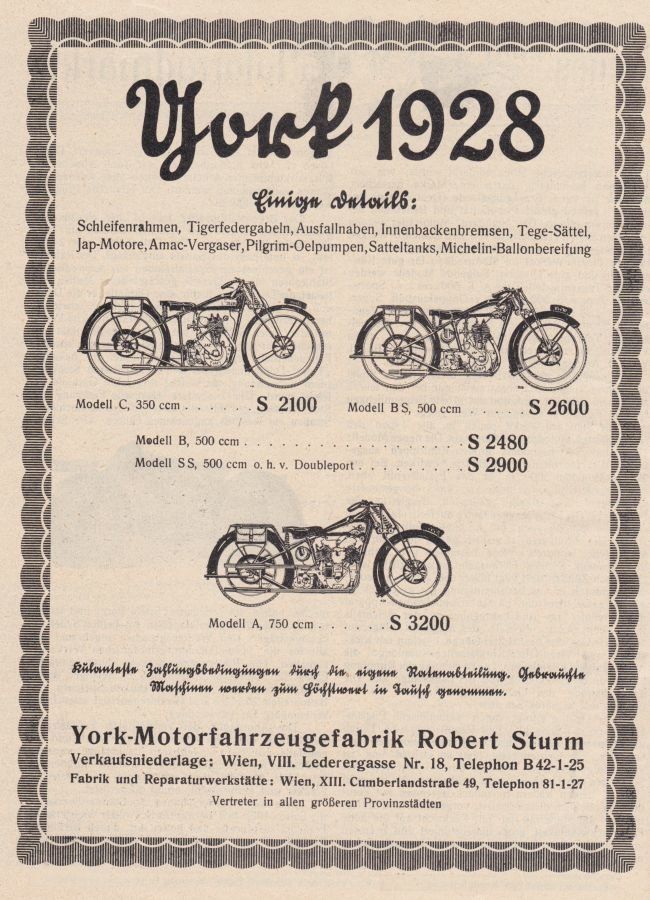 York 1928
Einige Details:
Schleifenrahmen, Tigerfedergabeln, Ausfallnaben, Innenbackenbremsen, Tege-Sättel,
Jap-Motore, Amac-Vergaser, Pilgrim-Oelpumpen, Satteltanks, Michelin-Ballonbereifung
Modell C, 350 ccm . . . . . . S 2100
Modell BS, 500 ccm . . . . . S 2600
Modell B, 500 ccm . . . . . . . . . . . . . . . . . . S 2480
Modell SS, 500 ccm o. h. v. Doubleport . . . . . . . . S 2900
Modell A, 750 ccm . . . . . . S 3200
Kulanteste Zahlungsbedingungen durch die eigene Ratenabteilung. Gebrauchte
Maschinen werden zum Höchstwert in Tausch genommen.
York-Motorfahrzeugefabrik Robert Sturm
Verkaufsniederlage: Wien, VIII. Lederergasse Nr. 18, Telephon B 42-1-25
Fabrik und Reparaturwerkstätte: Wien, XIII. Cumberlandstraße 49, Telephon 81-1-27
Vertreter in allen größeren Provinzstädten